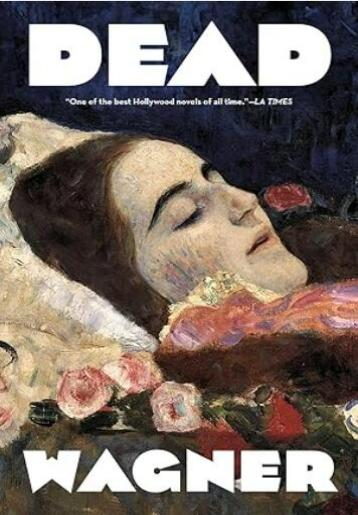 DEAD
"One of the best Hollywood novels of all time."—LA TIMES
WAGNER